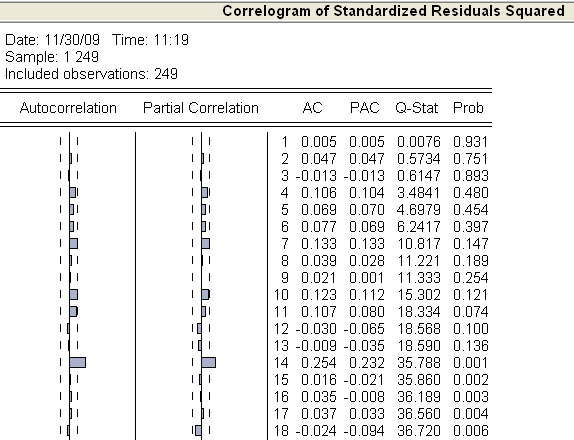 Correlogram of Standardized Residuals Squared
Date: 11/30/09 Time: 11:19
Sample: 1 249
Included observations: 249
Autocorrelation Partial Correlation AC PAC Q-Stat Prob
1 0.005 0.005 0.0076 0.931
2 0.047 0.047 0.5734 0.751
3 -0.013 -0.013 0.6147 0.893
4 0.106 0.104 3.4841 0.480
5 0.069 0.070 4.6979 0.454
6 0.077 0.069 6.2417 0.397
7 0.133 0.133 10.817 0.147
8 0.039 0.028 11.221 0.189
9 0.021 0.001 11.333 0.254
10 0.123 0.112 15.302 0.121
11 0.107 0.080 18.334 0.074
12 -0.030 -0.065 18.568 0.100
13 -0.009 -0.035 18.590 0.136
14 0.254 0.232 35.788 0.001
15 0.016 -0.021 35.860 0.002
16 0.035 -0.008 36.189 0.003
17 0.037 0.033 36.560 0.004
18 -0.024 -0.094 36.720 0.006